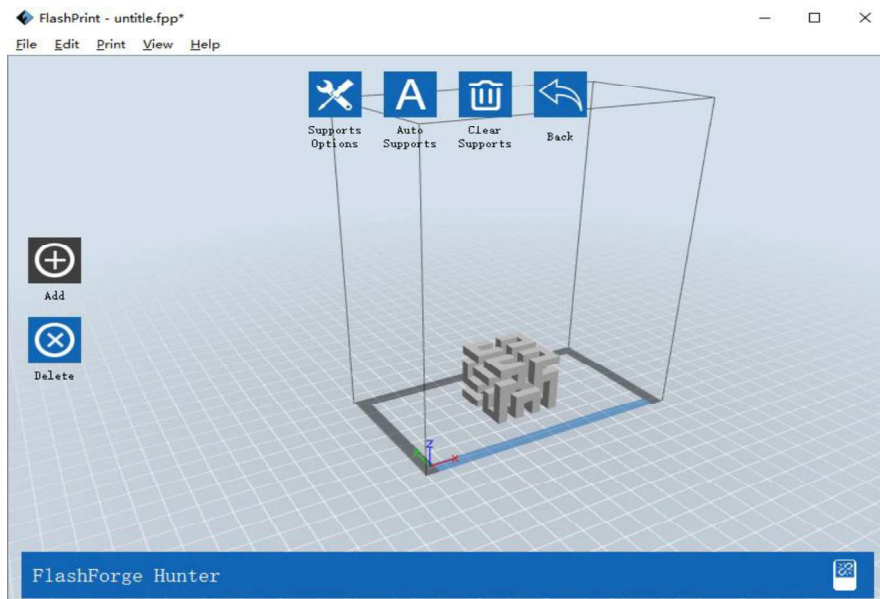 FlashPrint - untitle.fpp*
File Edit Print View Help
Supports Options
Auto Supports
Clear Supports
Back
Add
Delete
Z
X
FlashForge Hunter